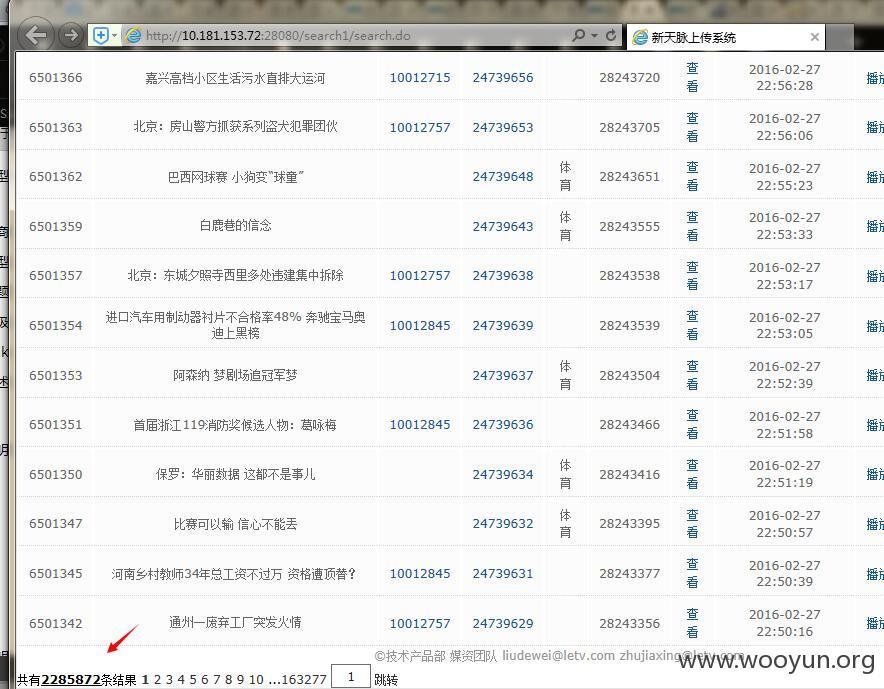 http://10.181.153.72:28080/search1/search.do
新天脉上传系统
6501366 嘉兴高档小区生活污水直排大运河 10012715 24739656 28243720 查看 2016-02-27 22:56:28 播放
6501363 北京：房山警方抓获系列盗犬犯罪团伙 10012757 24739653 28243705 查看 2016-02-27 22:56:06 播放
6501362 巴西网球赛 小狗变"球童" 24739648 体育 28243651 查看 2016-02-27 22:55:23 播放
6501359 白鹿巷的信念 24739643 体育 28243555 查看 2016-02-27 22:53:33 播放
6501357 北京：东城夕照寺西里多处违建集中拆除 10012757 24739638 28243538 查看 2016-02-27 22:53:17 播放
6501354 进口汽车用制动器衬片不合格率48% 奔驰宝马奥迪上黑榜 10012845 24739639 28243539 查看 2016-02-27 22:53:05 播放
6501353 阿森纳 梦剧场追冠军梦 24739637 体育 28243504 查看 2016-02-27 22:52:39 播放
6501351 首届浙江119消防奖候选人物：葛咏梅 10012845 24739636 28243466 查看 2016-02-27 22:51:58 播放
6501350 保罗：华丽数据 这都不是事儿 24739634 体育 28243416 查看 2016-02-27 22:51:19 播放
6501347 比赛可以输 信心不能丢 24739632 体育 28243395 查看 2016-02-27 22:50:57 播放
6501345 河南乡村教师34年总工资不过万 资格遭顶替？ 10012845 24739631 28243377 查看 2016-02-27 22:50:39 播放
6501342 通州一废弃工厂突发火情 10012757 24739629 28243356 查看 2016-02-27 22:50:16 播放
©技术产品部 媒资团队 liudewei@letv.com zhujiaxing@letv.com
www.wooyun.org
共有2285872条结果 1 2 3 4 5 6 7 8 9 10 ...163277 1 跳转